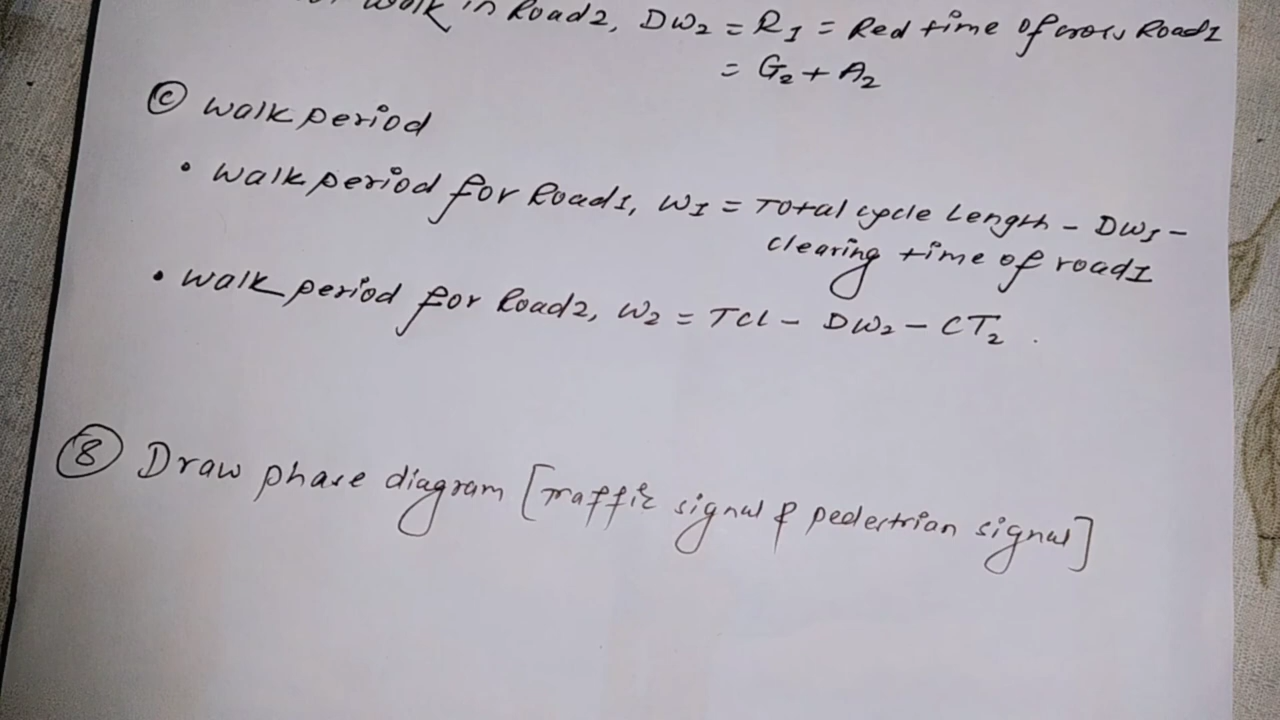 walk in Road2, DW2 = R1 = Red time of cross Road1
= G2 + A2
(c) walk period
• walk period for Road1, W1 = Total cycle Length - DW1 -
clearing time of road1
• walk period for Road2, W2 = TCL - DW2 - CT2.
(8) Draw phase diagram [Traffic signal & pedestrian signal]